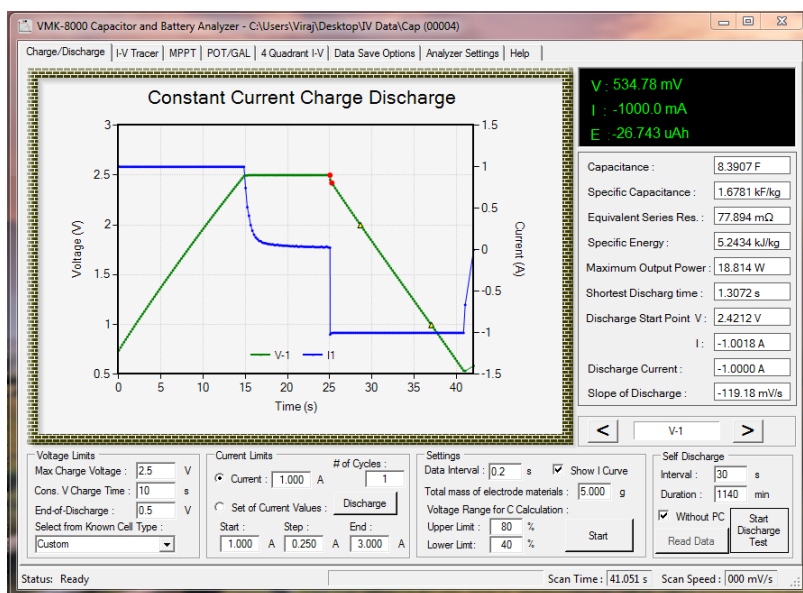 VMK-8000 Capacitor and Battery Analyzer - C:\Users\Viraj\Desktop\IV Data\Cap (00004)
Charge/Discharge I-V Tracer MPPT POT/GAL 4 Quadrant I-V Data Save Options Analyzer Settings Help
Constant Current Charge Discharge
3
2.5
2
1.5
1
0.5
Voltage (V)
1.5
1
0.5
0
-0.5
-1
-1.5
Current (A)
V-1 I1
0 5 10 15 20 25 30 35 40
Time (s)
V : 534.78 mV
I : -1000.0 mA
E : -26.743 uAh
Capacitance : 8.3907 F
Specific Capacitance : 1.6781 kF/kg
Equivalent Series Res. : 77.894 mΩ
Specific Energy : 5.2434 kJ/kg
Maximum Output Power : 18.814 W
Shortest Discharg time : 1.3072 s
Discharge Start Point V : 2.4212 V
I : -1.0018 A
Discharge Current : -1.0000 A
Slope of Discharge : -119.18 mV/s
< V-1 >
Voltage Limits
Max Charge Voltage : 2.5 V
Cons. V Charge Time : 10 s
End-of-Discharge : 0.5 V
Select from Known Cell Type :
Custom
Current Limits
# of Cycles :
Current : 1.000 A 1
Set of Current Values : Discharge
Start : Step : End :
1.000 A 0.250 A 3.000 A
Settings
Data Interval : 0.2 s Show I Curve
Total mass of electrode materials : 5.000 g
Voltage Range for C Calculation :
Upper Limit : 80 %
Lower Limt: 40 %
Start
Self Discharge
Interval : 30 s
Duration : 1140 min
Without PC
Read Data
Start
Discharge
Test
Status: Ready
Scan Time : 41.051 s Scan Speed : 000 mV/s